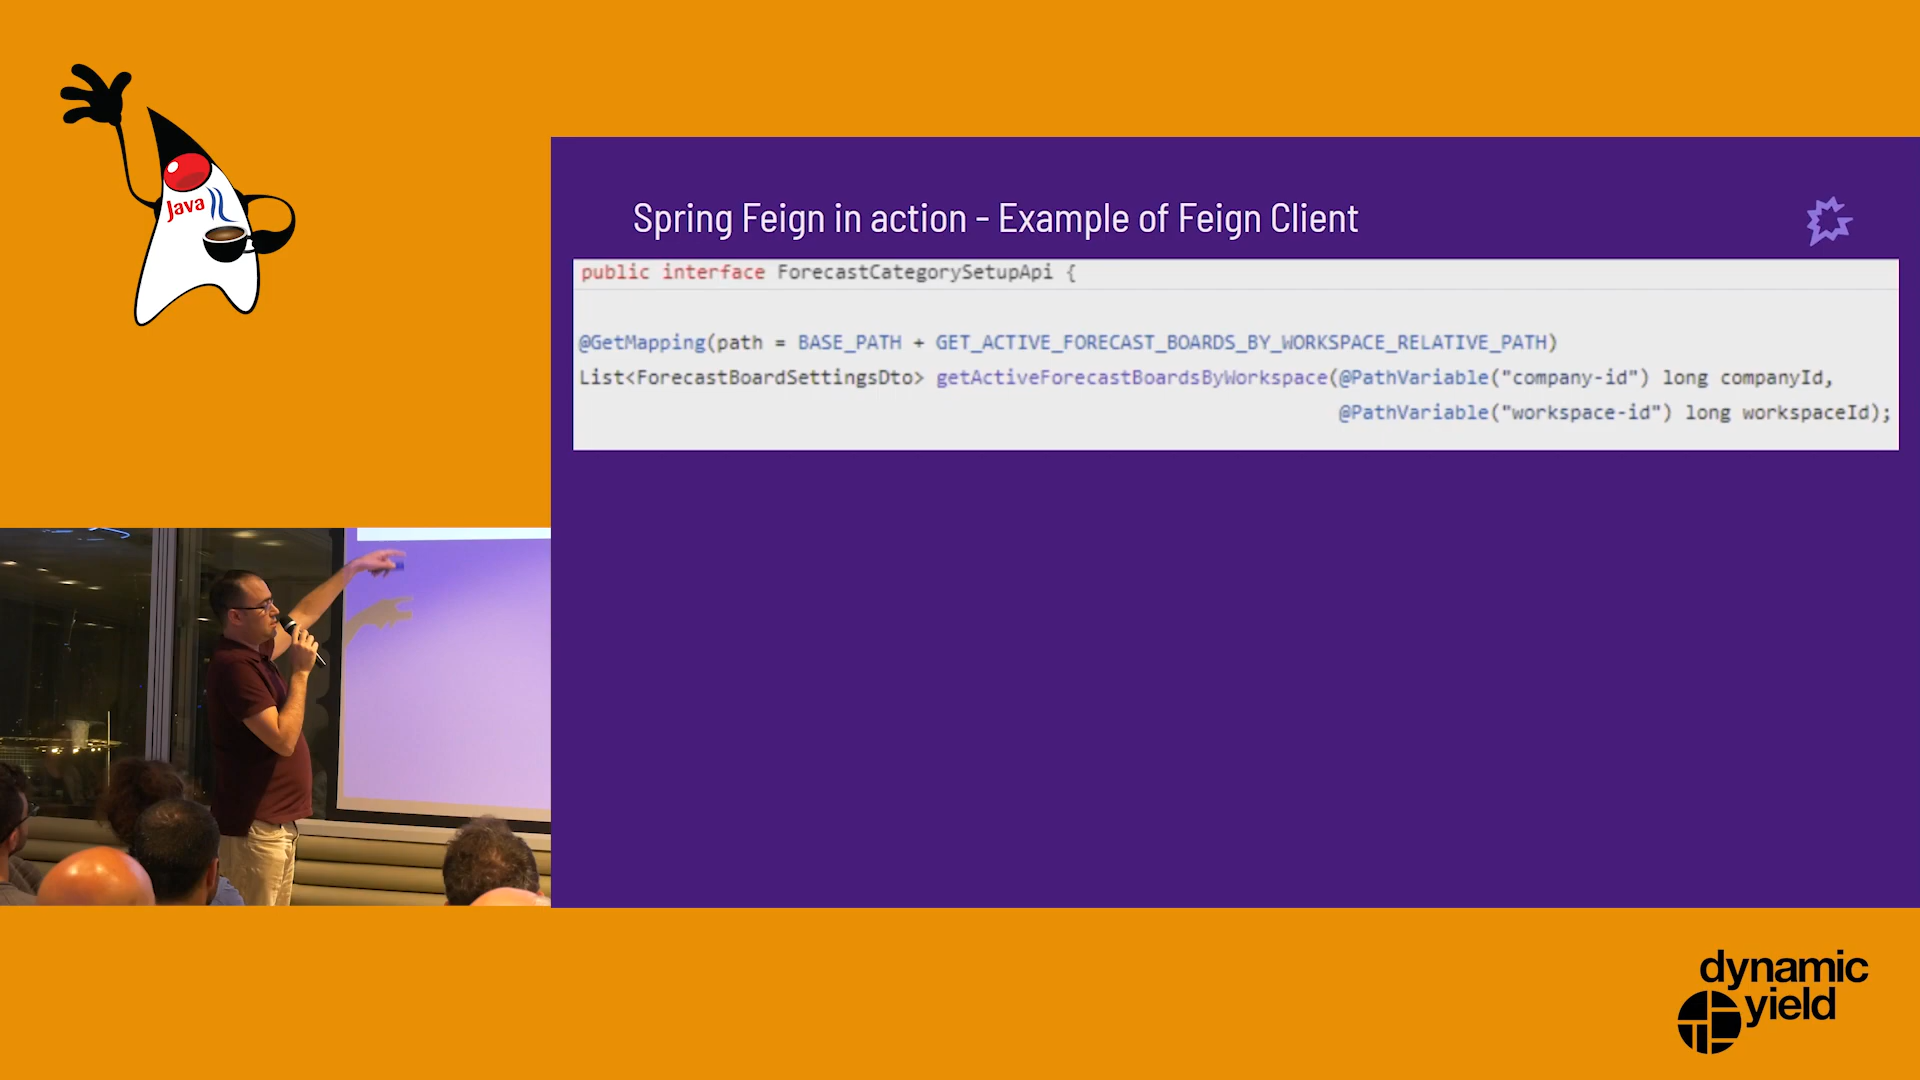 Java
Spring Feign in action - Example of Feign Client
public interface ForecastCategorySetupApi {
@GetMapping(path = BASE_PATH + GET_ACTIVE_FORECAST_BOARDS_BY_WORKSPACE_RELATIVE_PATH)
List<ForecastBoardSettingsDto> getActiveForecastBoardsByWorkspace(@PathVariable("company-id") long companyId,
@PathVariable("workspace-id") long workspaceId);
dynamic
yield